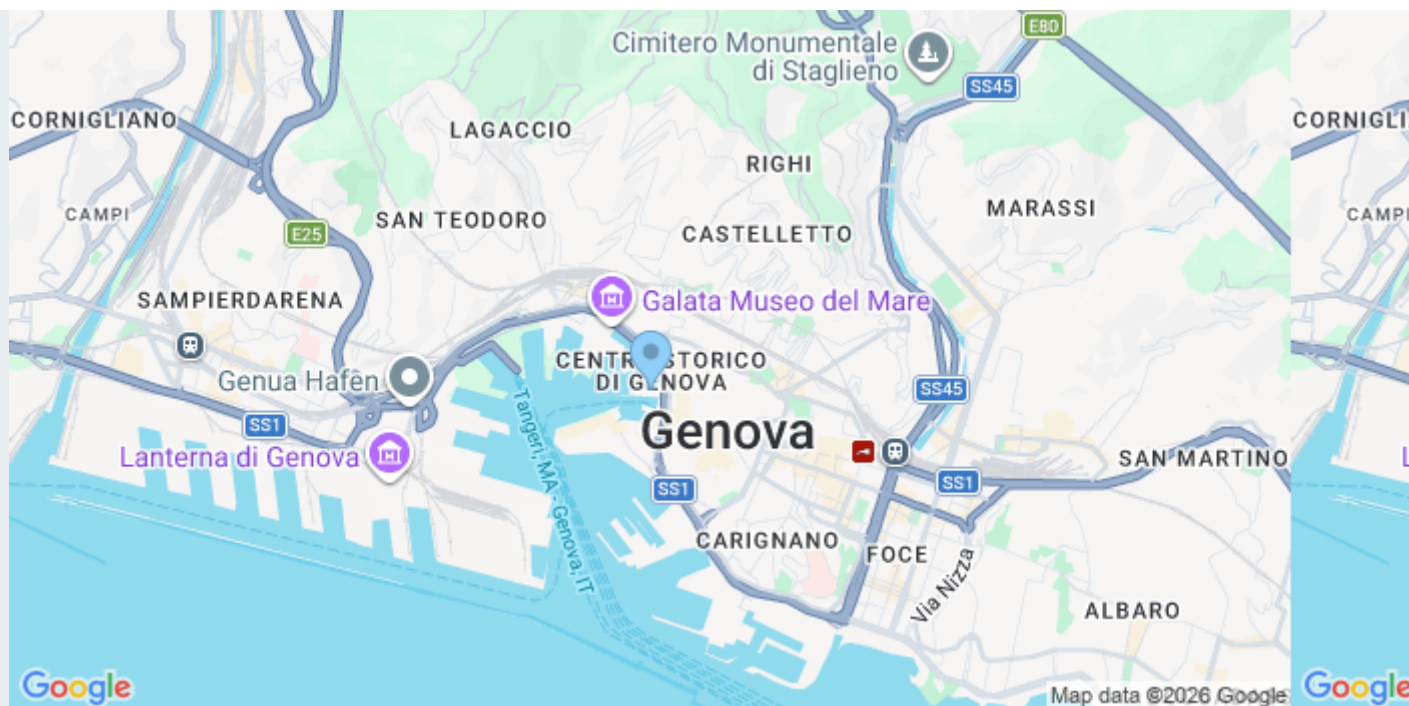 E80
Cimitero Monumentale
di Staglieno
SS45
CORNIGLIANO
LAGACCIO
RIGHI
CAMPI
SAN TEODORO
MARASSI
E25
CASTELLETTO
SAMPIERDARENA
Galata Museo del Mare
CENTRO STORICO
DI GENOVA
Genua Hafen
SS45
SS1
Genova
Lanterna di Genova
SAN MARTINO
SS1
SS1
Tangeri, MA - Genova, IT
CARIGNANO
FOCE
Via Nizza
ALBARO
Google
Map data ©2026 Google
CORNIGLI
CAMPI
L
Google